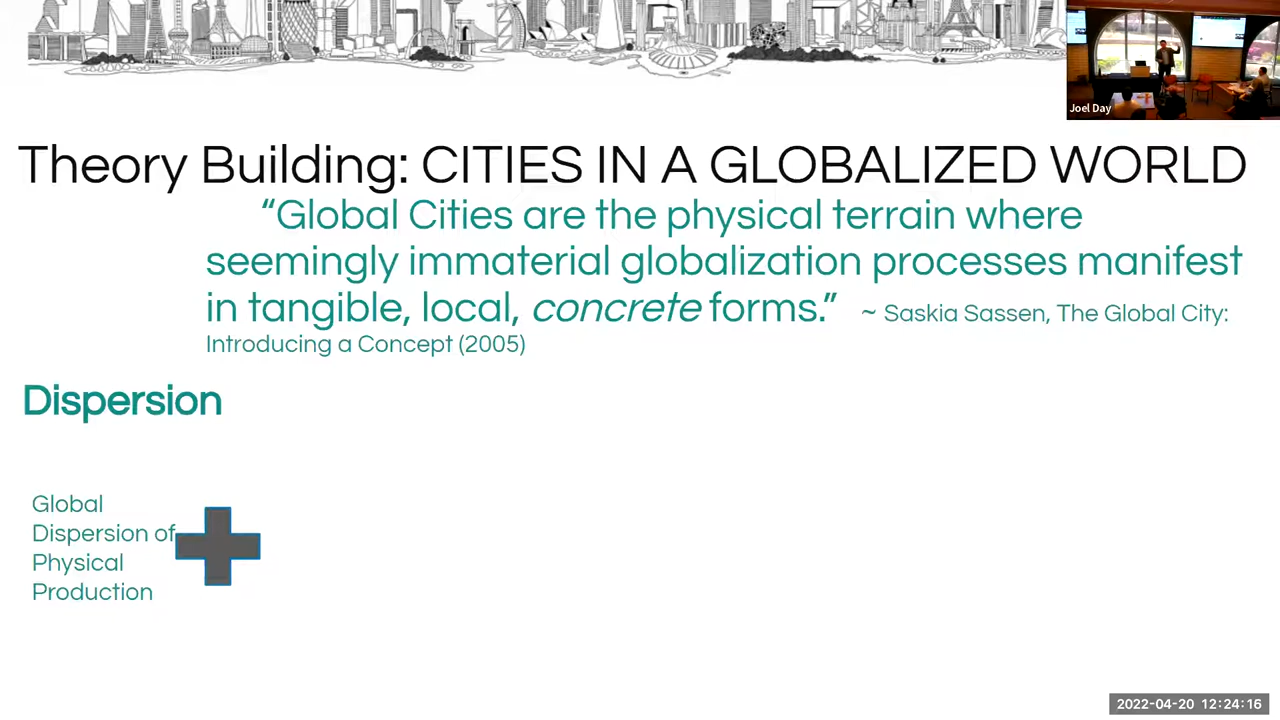 Joel Day
Theory Building: CITIES IN A GLOBALIZED WORLD
“Global Cities are the physical terrain where
seemingly immaterial globalization processes manifest
in tangible, local, concrete forms.” ~ Saskia Sassen, The Global City:
Introducing a Concept (2005)
Dispersion
Global
Dispersion of
Physical
Production
2022-04-20 12:24:16